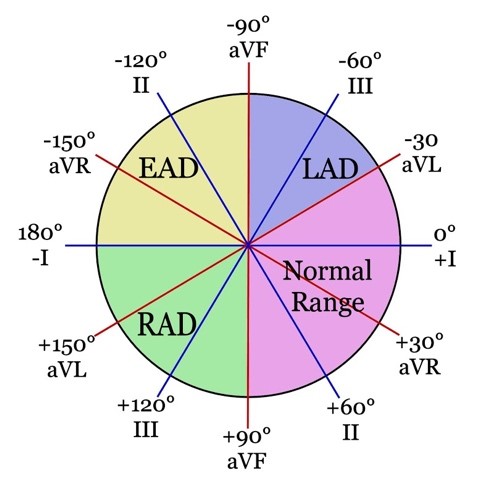 -90°
aVF
-120°
II
-60°
III
-150°
aVR
-30
aVL
EAD
LAD
180°
-I
0°
+I
Normal
Range
RAD
+150°
aVL
+30°
aVR
+120°
III
+60°
II
+90°
aVF